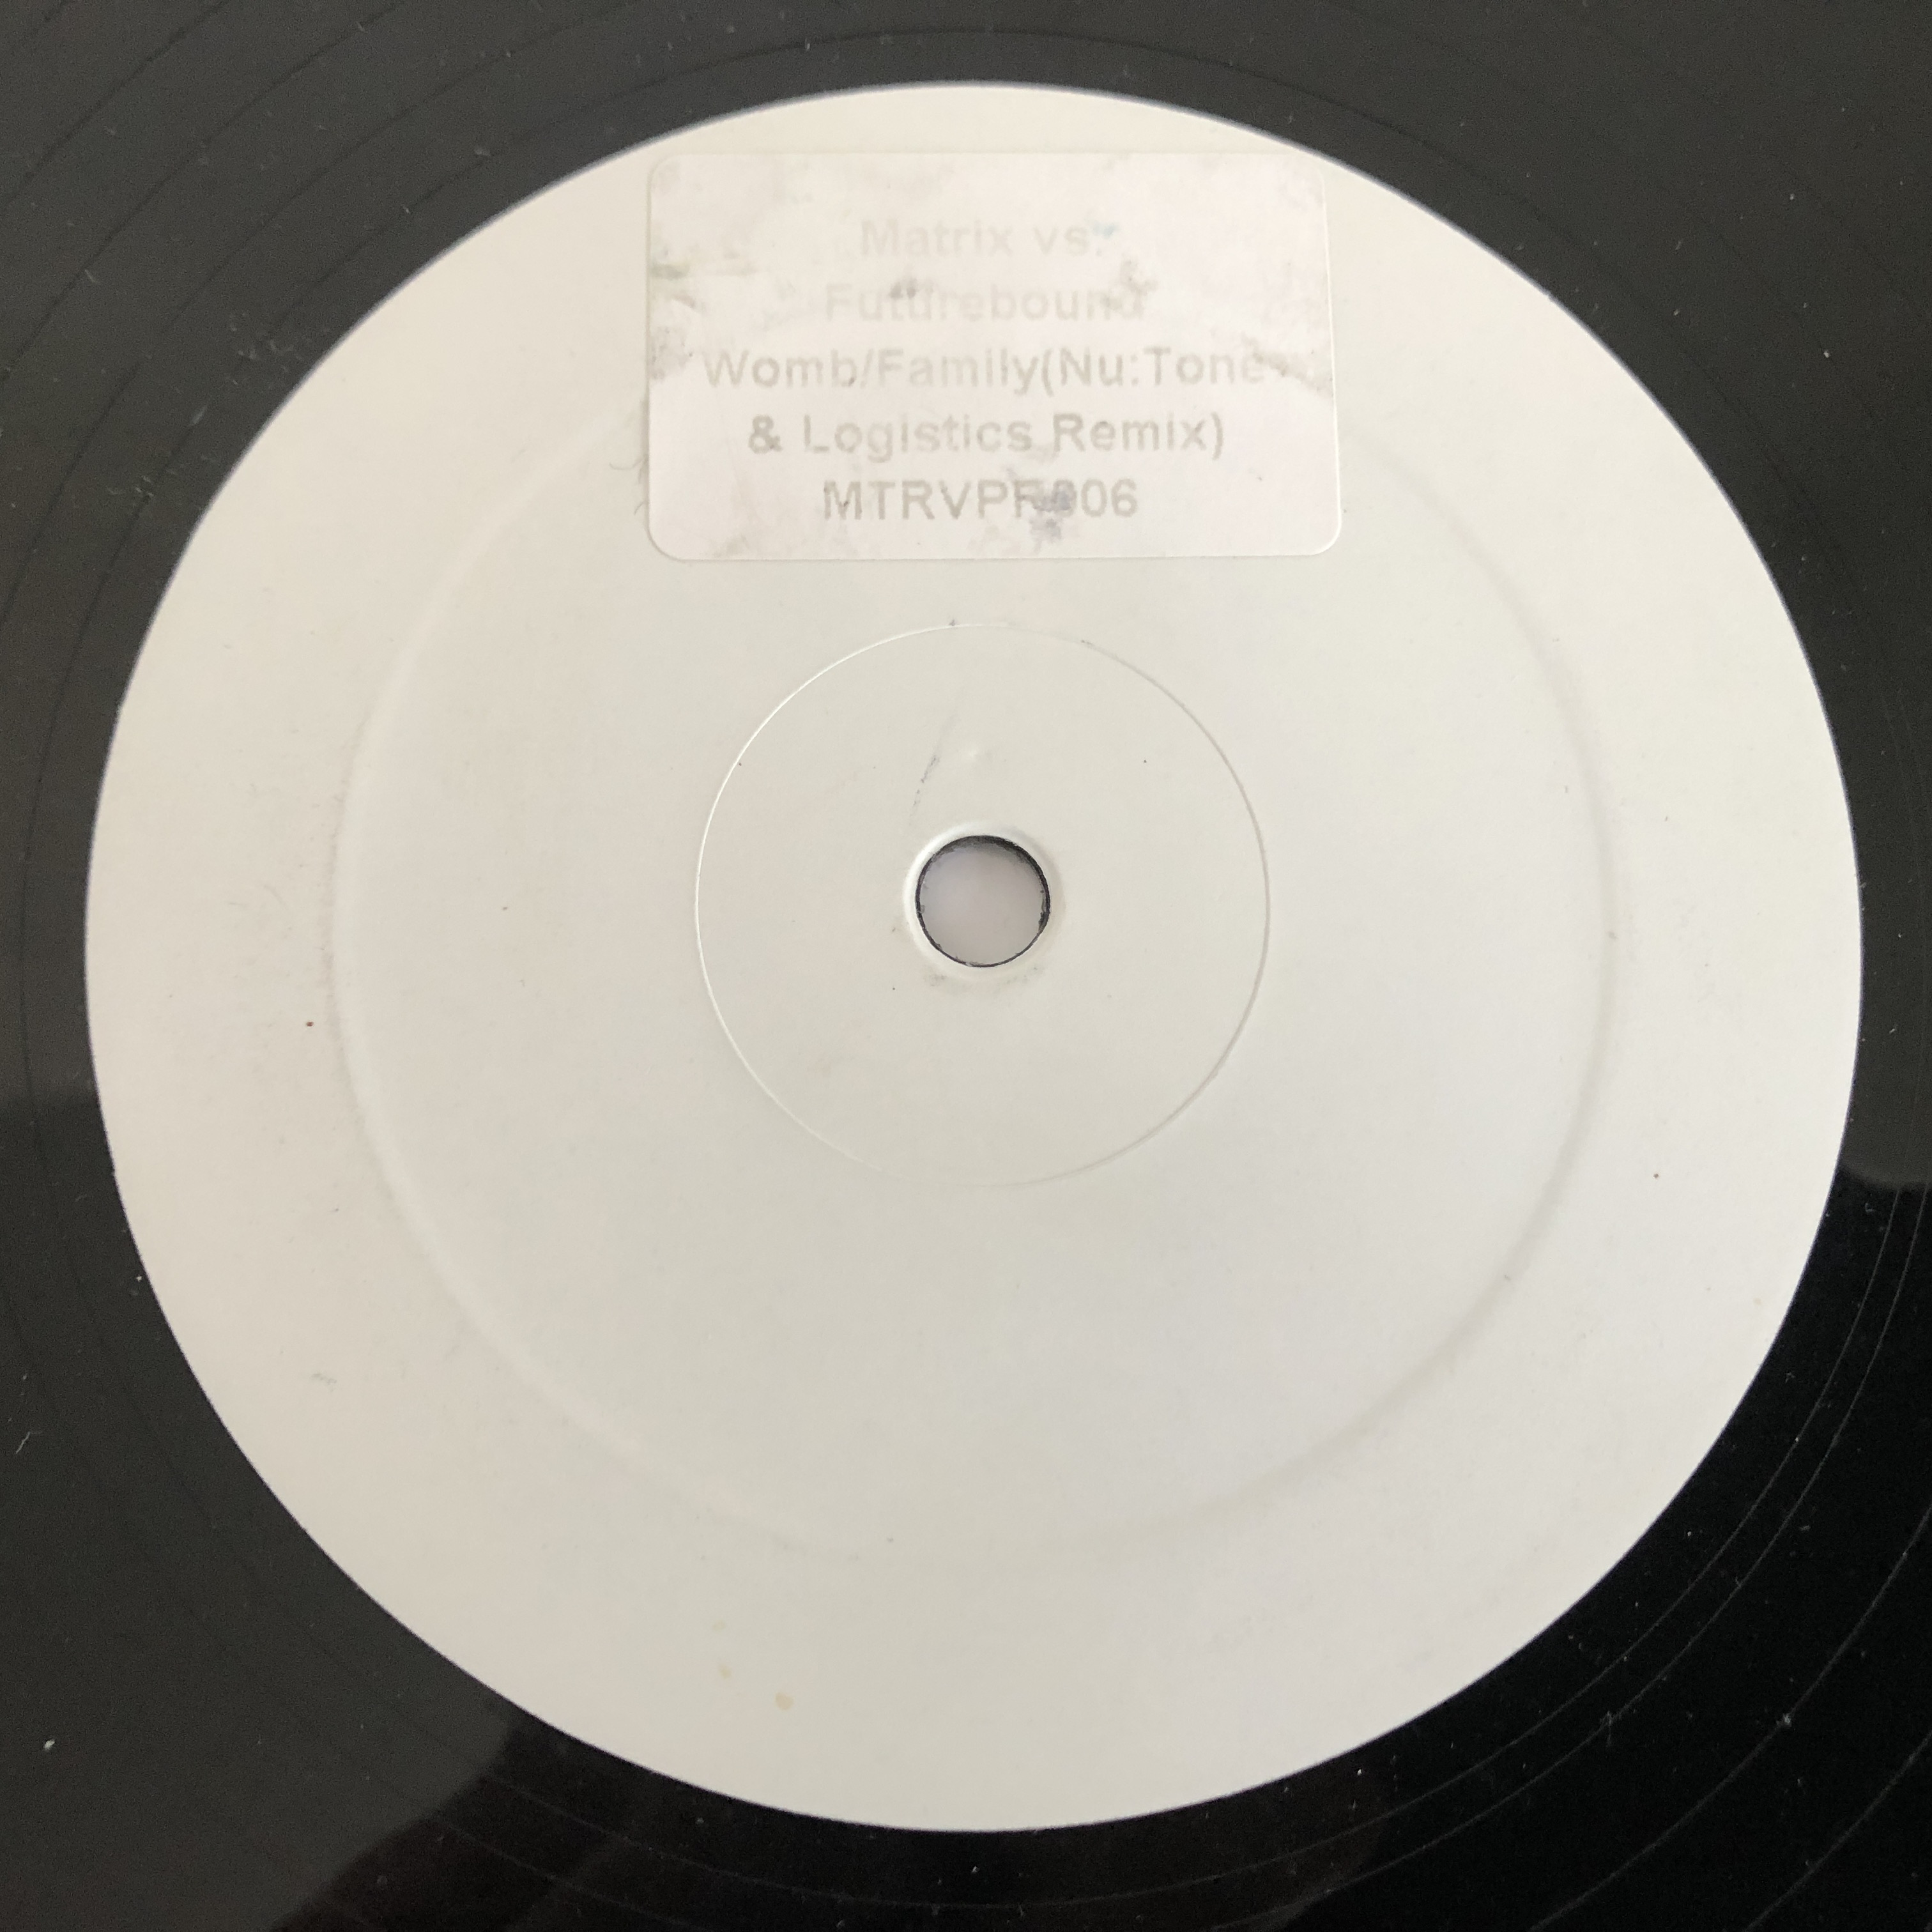 Matrix vs.
Futurebound
Womb/Family(Nu:Tone
& Logistics Remix)
MTRVPR006